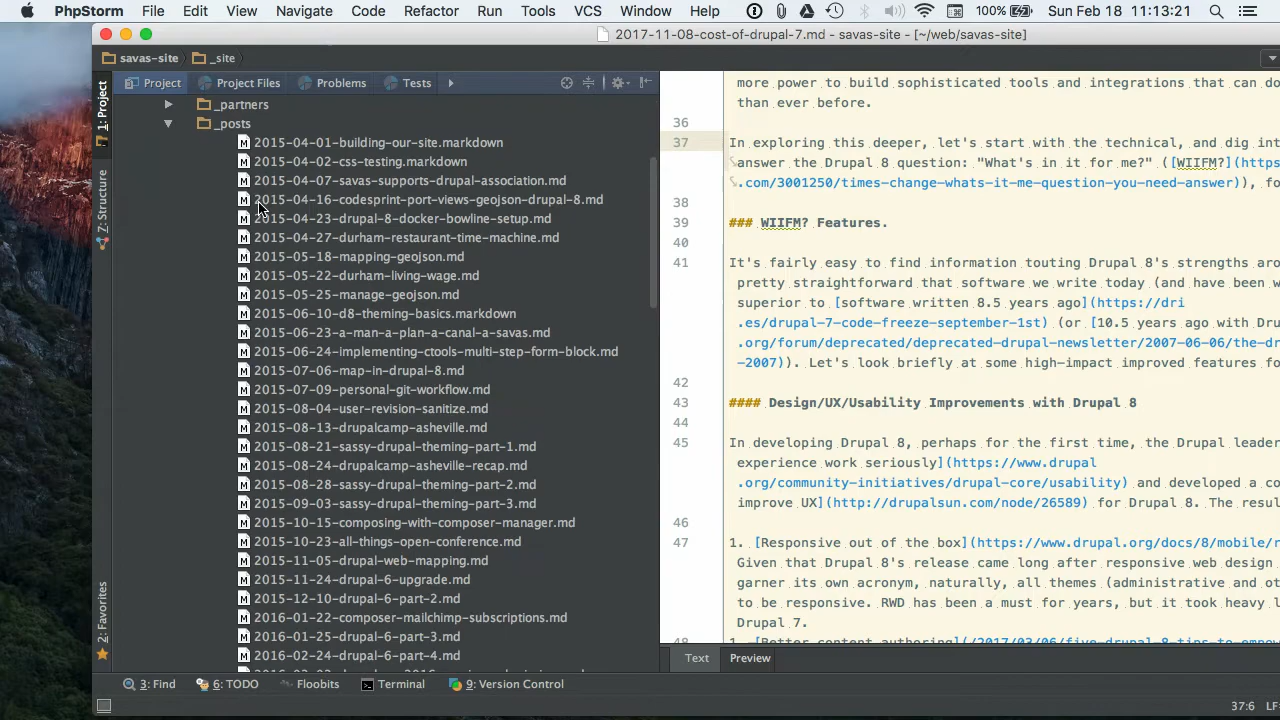 PhpStorm File Edit View Navigate Code Refactor Run Tools VCS Window Help 100% Sun Feb 18 11:13:21
2017-11-08-cost-of-drupal-7.md - savas-site - [~/web/savas-site]
savas-site _site
1: Project
7: Structure
2: Favorites
Project Project Files Problems Tests
_partners
_posts
2015-04-01-building-our-site.markdown
2015-04-02-css-testing.markdown
2015-04-07-savas-supports-drupal-association.md
2015-04-16-codesprint-port-views-geojson-drupal-8.md
2015-04-23-drupal-8-docker-bowline-setup.md
2015-04-27-durham-restaurant-time-machine.md
2015-05-18-mapping-geojson.md
2015-05-22-durham-living-wage.md
2015-05-25-manage-geojson.md
2015-06-10-d8-theming-basics.markdown
2015-06-23-a-man-a-plan-a-canal-a-savas.md
2015-06-24-implementing-ctools-multi-step-form-block.md
2015-07-06-map-in-drupal-8.md
2015-07-09-personal-git-workflow.md
2015-08-04-user-revision-sanitize.md
2015-08-13-drupalcamp-asheville.md
2015-08-21-sassy-drupal-theming-part-1.md
2015-08-24-drupalcamp-asheville-recap.md
2015-08-28-sassy-drupal-theming-part-2.md
2015-09-03-sassy-drupal-theming-part-3.md
2015-10-15-composing-with-composer-manager.md
2015-10-23-all-things-open-conference.md
2015-11-05-drupal-web-mapping.md
2015-11-24-drupal-6-upgrade.md
2015-12-10-drupal-6-part-2.md
2016-01-22-composer-mailchimp-subscriptions.md
2016-01-25-drupal-6-part-3.md
2016-02-24-drupal-6-part-4.md
more power to build sophisticated tools and integrations that can do
than ever before.
36
37 In exploring this deeper, let's start with the technical, and dig int
answer the Drupal 8 question: "What's in it for me?" ([WIIFM?](https
.com/3001250/times-change-whats-it-me-question-you-need-answer)), fo
38
39 ### WIIFM? Features.
40
41 It's fairly easy to find information touting Drupal 8's strengths aro
pretty straightforward that software we write today (and have been w
superior to [software written 8.5 years ago](https://dri
.es/drupal-7-code-freeze-september-1st) (or [10.5 years ago with Dru
.org/forum/deprecated/deprecated-drupal-newsletter/2007-06-06/the-dr
-2007)). Let's look briefly at some high-impact improved features fo
42
43 #### Design/UX/Usability Improvements with Drupal 8
44
45 In developing Drupal 8, perhaps for the first time, the Drupal leader
experience work seriously](https://www.drupal
.org/community-initiatives/drupal-core/usability) and developed a co
improve UX](http://drupalsun.com/node/26589) for Drupal 8. The resul
46
47 1. [Responsive out of the box](https://www.drupal.org/docs/8/mobile/r
Given that Drupal 8's release came long after responsive web design
garner its own acronym, naturally, all themes (administrative and ot
to be responsive. RWD has been a must for years, but it took heavy l
Drupal 7.
48 1. [Better content authoring](/2017/03/06/five-drupal-8-tips-to-empow
Text Preview
3: Find 6: TODO Floobits Terminal 9: Version Control
37:6 LF